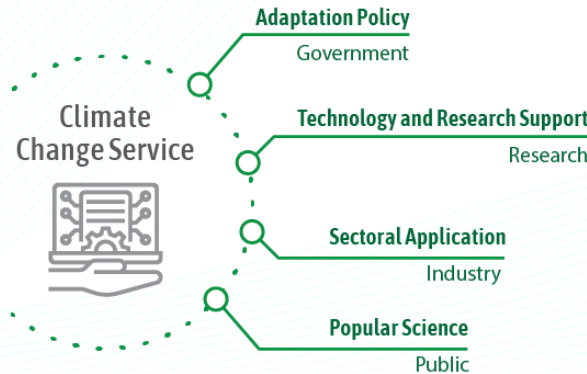 Adaptation Policy
Government
Climate
Change Service
Technology and Research Support
Research
Sectoral Application
Industry
Popular Science
Public